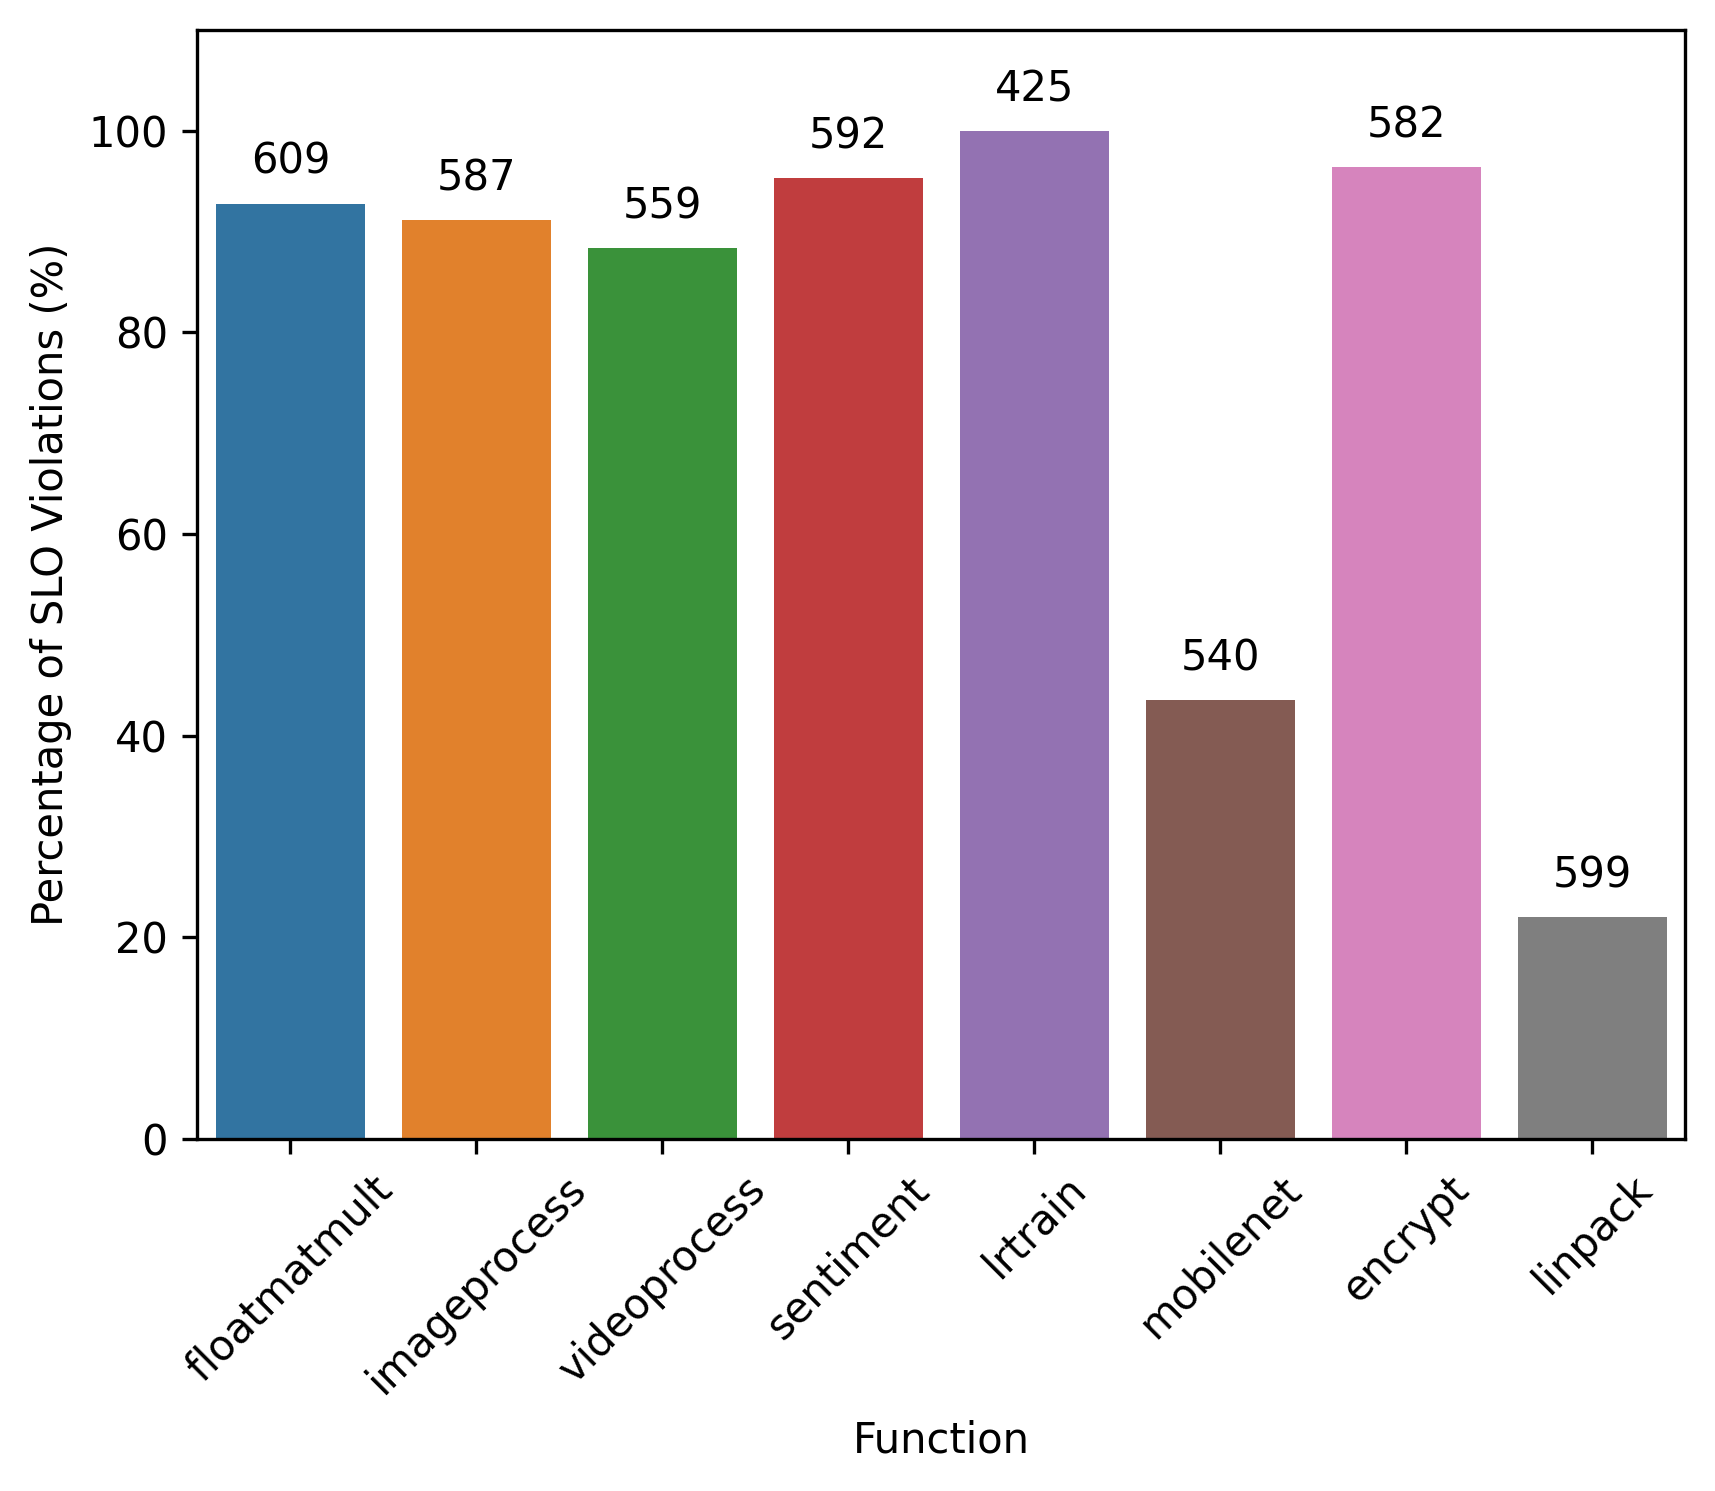 Percentage of SLO Violations (%)
100
80
60
40
20
0
609
587
559
592
425
540
582
599
floatmatmult
imageprocess
videoprocess
sentiment
lrtrain
mobilenet
encrypt
linpack
Function